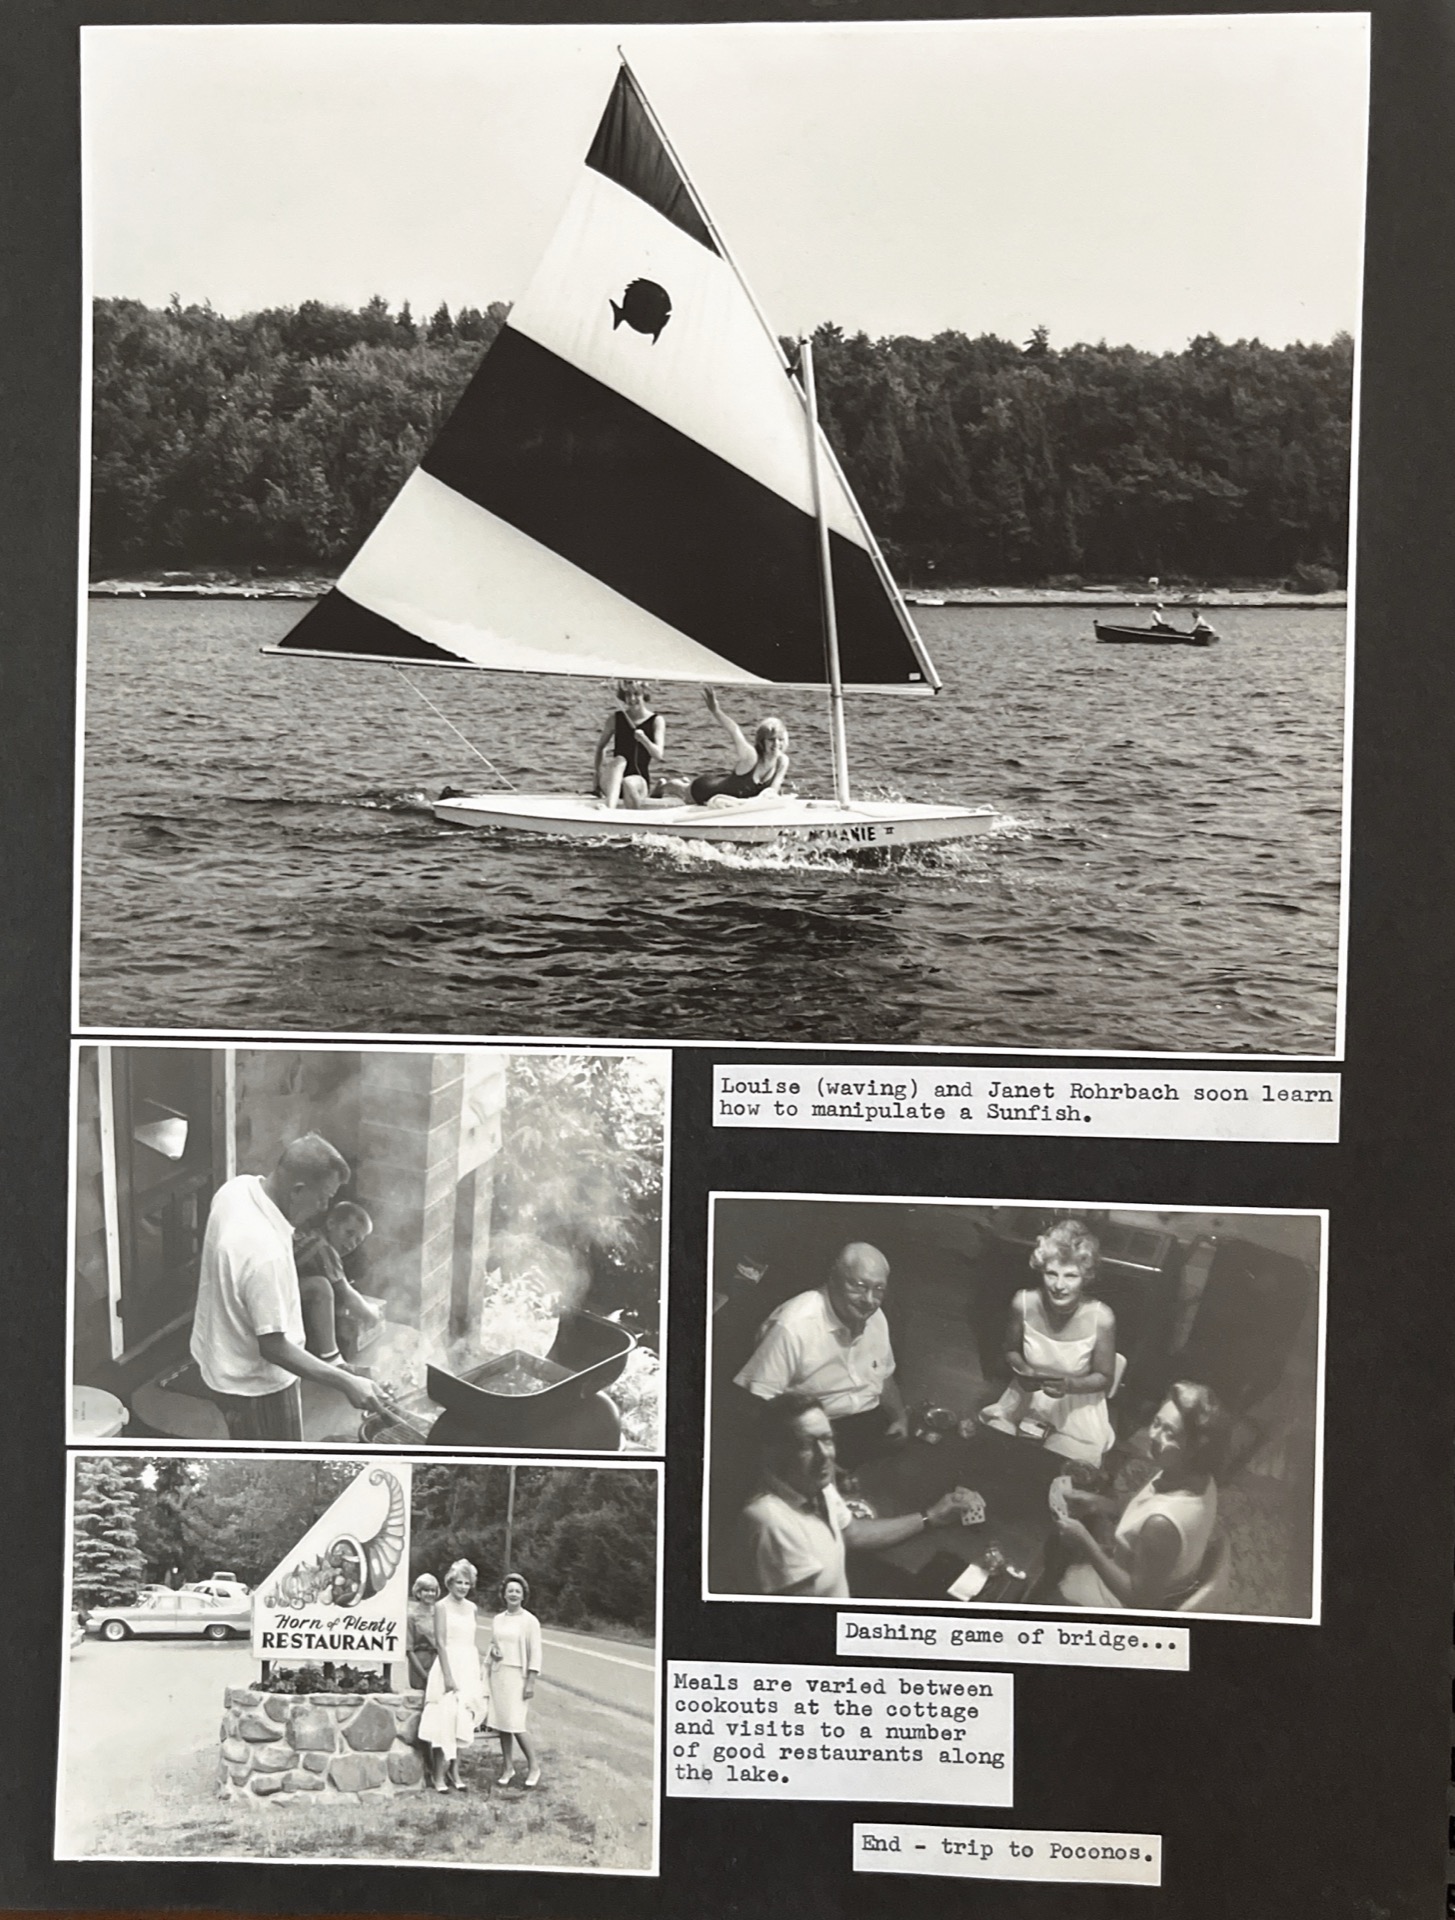 NEMANIE II
Louise (waving) and Janet Rohrbach soon learn
how to manipulate a Sunfish.
Horn of Plenty
RESTAURANT
Dashing game of bridge...
Meals are varied between
cookouts at the cottage
and visits to a number
of good restaurants along
the lake.
End - trip to Poconos.